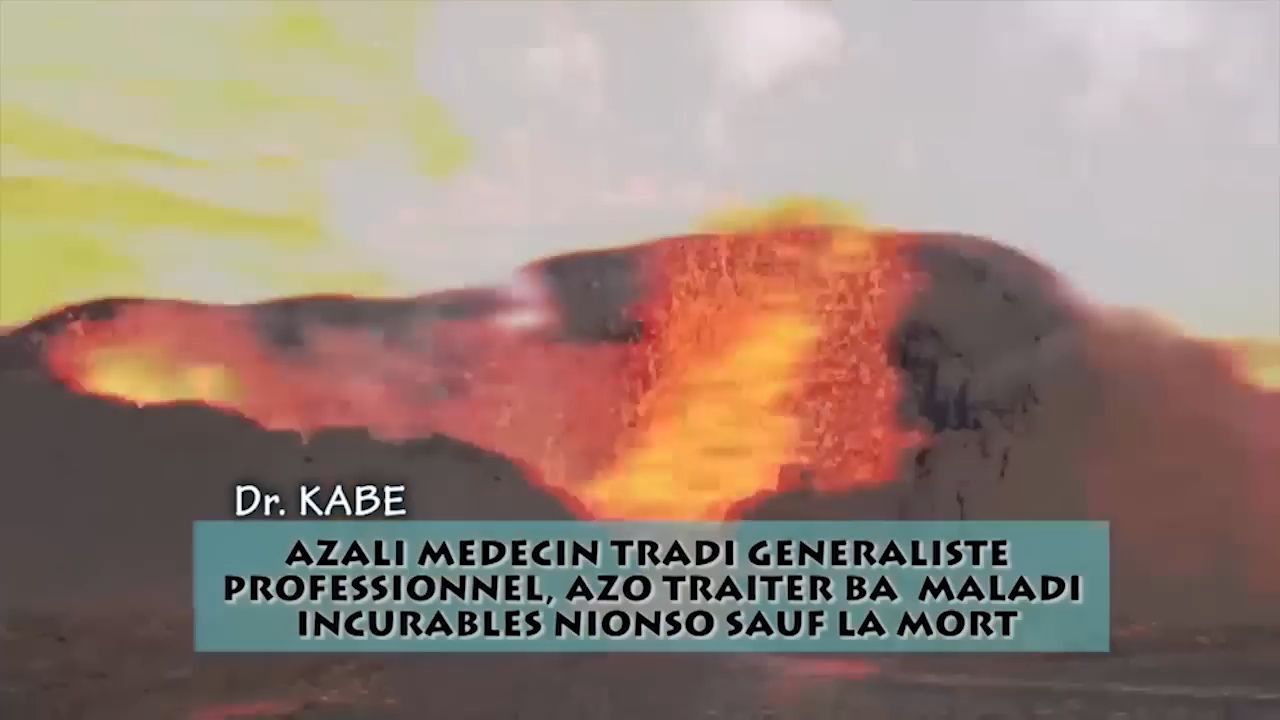 Dr. KABE
AZALI MEDECIN TRADI GENERALISTE
PROFESSIONNEL, AZO TRAITER BA MALADI
INCURABLES NIONSO SAUF LA MORT